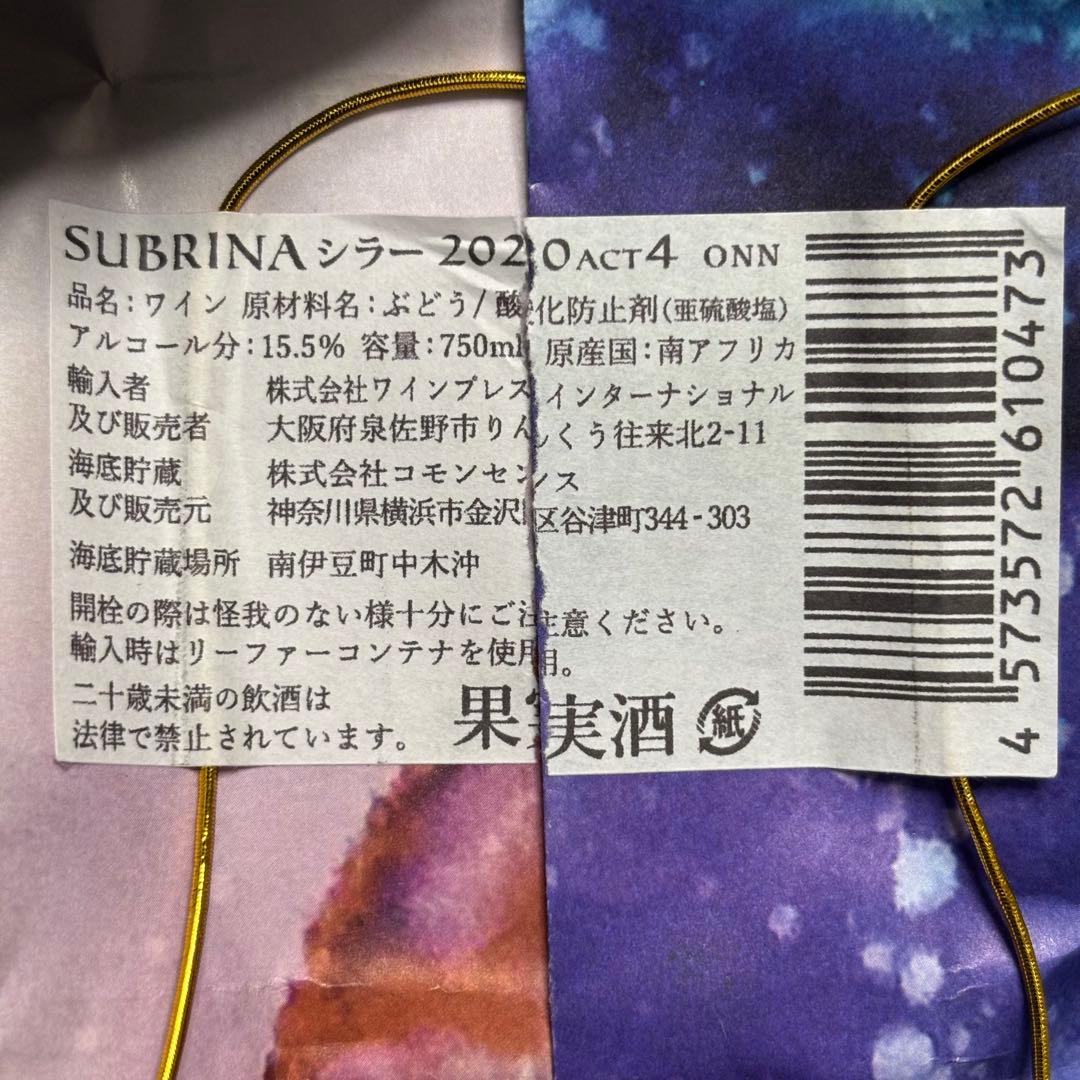 SUBRINA シラー 2020 ACT4 ONN
品名:ワイン 原材料名:ぶどう/酸化防止剤(亜硫酸塩)
アルコール分:15.5% 容量:750ml 原産国:南アフリカ
輸入者 株式会社ワインプレスインターナショナル
及び販売者 大阪府泉佐野市りんくう往来北2-11
海底貯蔵 株式会社コモンセンス
及び販売元 神奈川県横浜市金沢区谷津町344-303
海底貯蔵場所 南伊豆町中木沖
開栓の際は怪我のない様十分にご注意ください。
輸入時はリーファーコンテナを使用。
二十歳未満の飲酒は
法律で禁止されています。
果実酒 紙
4573572610473